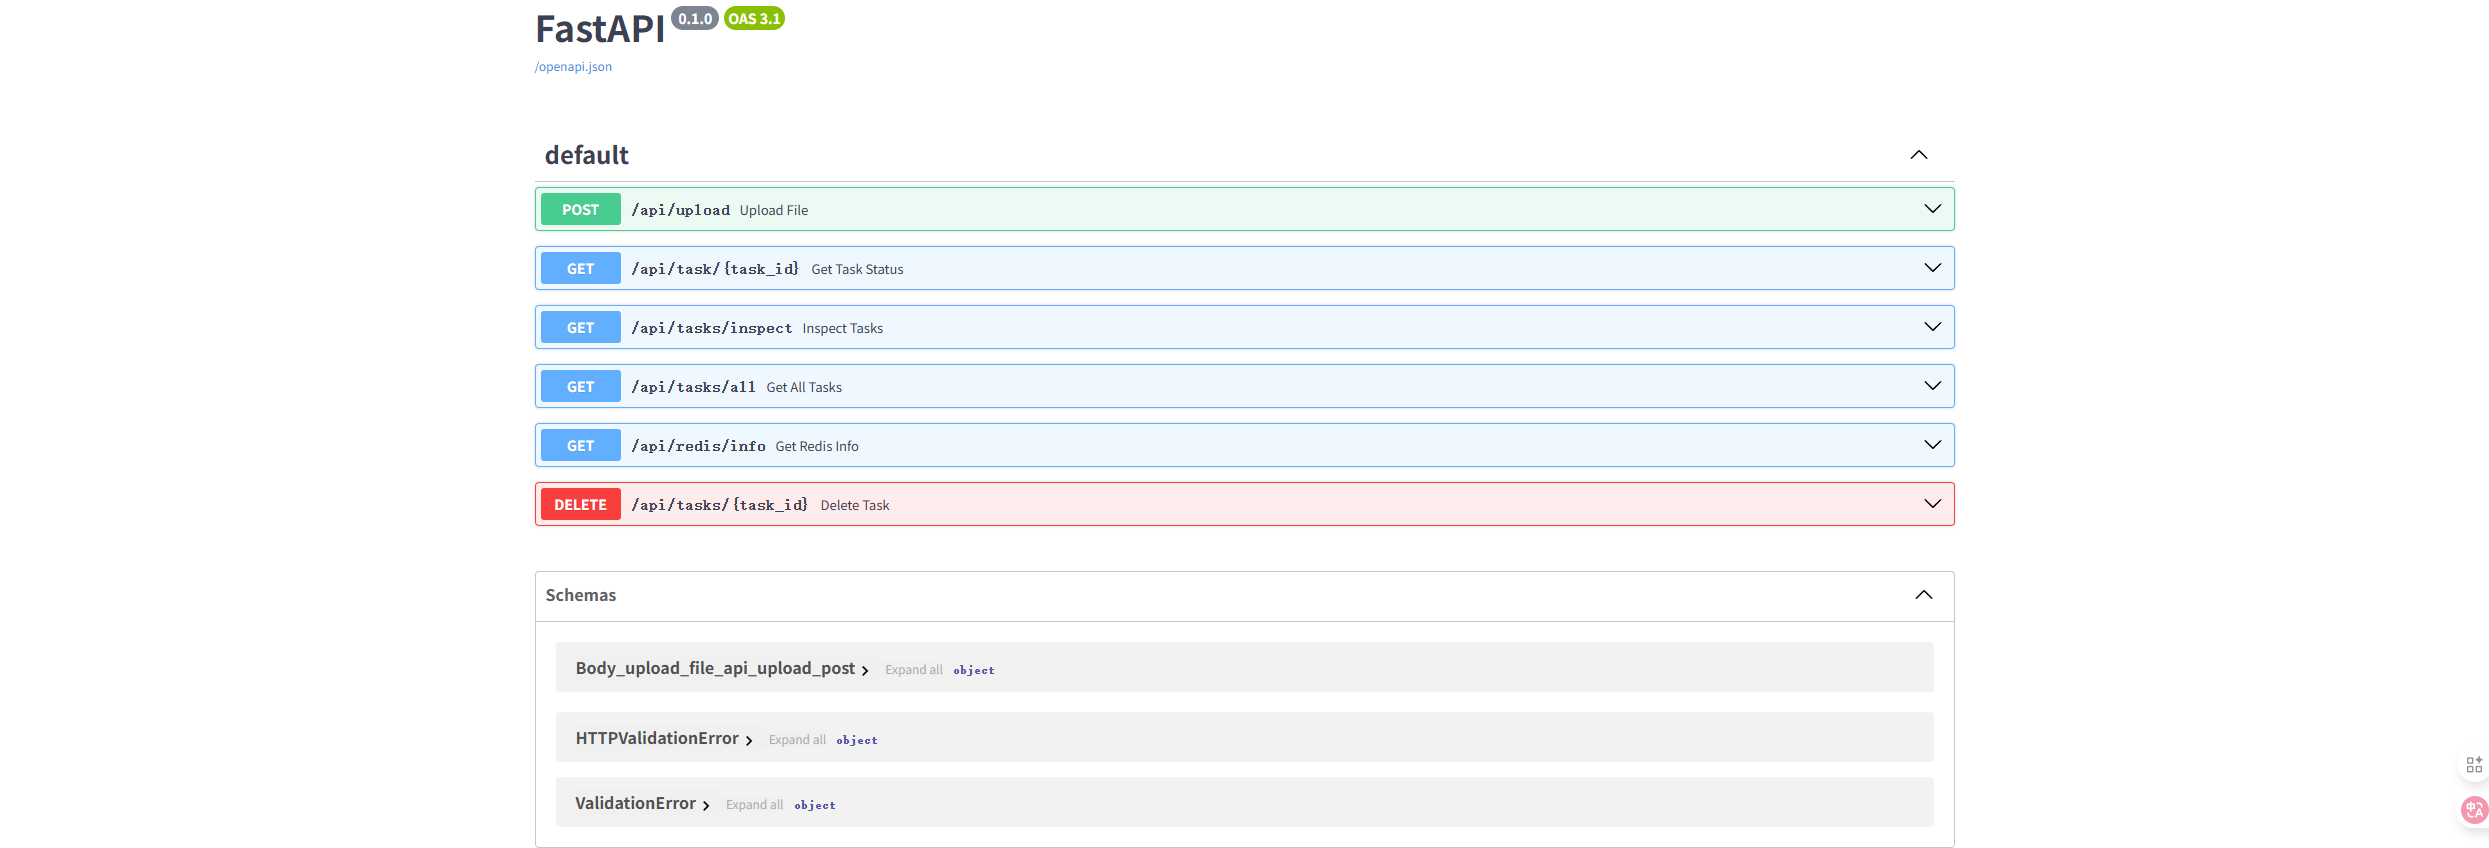 FastAPI 0.1.0 OAS 3.1
/openapi.json
default
POST /api/upload Upload File
GET /api/task/{task_id} Get Task Status
GET /api/tasks/inspect Inspect Tasks
GET /api/tasks/all Get All Tasks
GET /api/redis/info Get Redis Info
DELETE /api/tasks/{task_id} Delete Task
Schemas
Body_upload_file_api_upload_post Expand all object
HTTPValidationError Expand all object
ValidationError Expand all object
中A